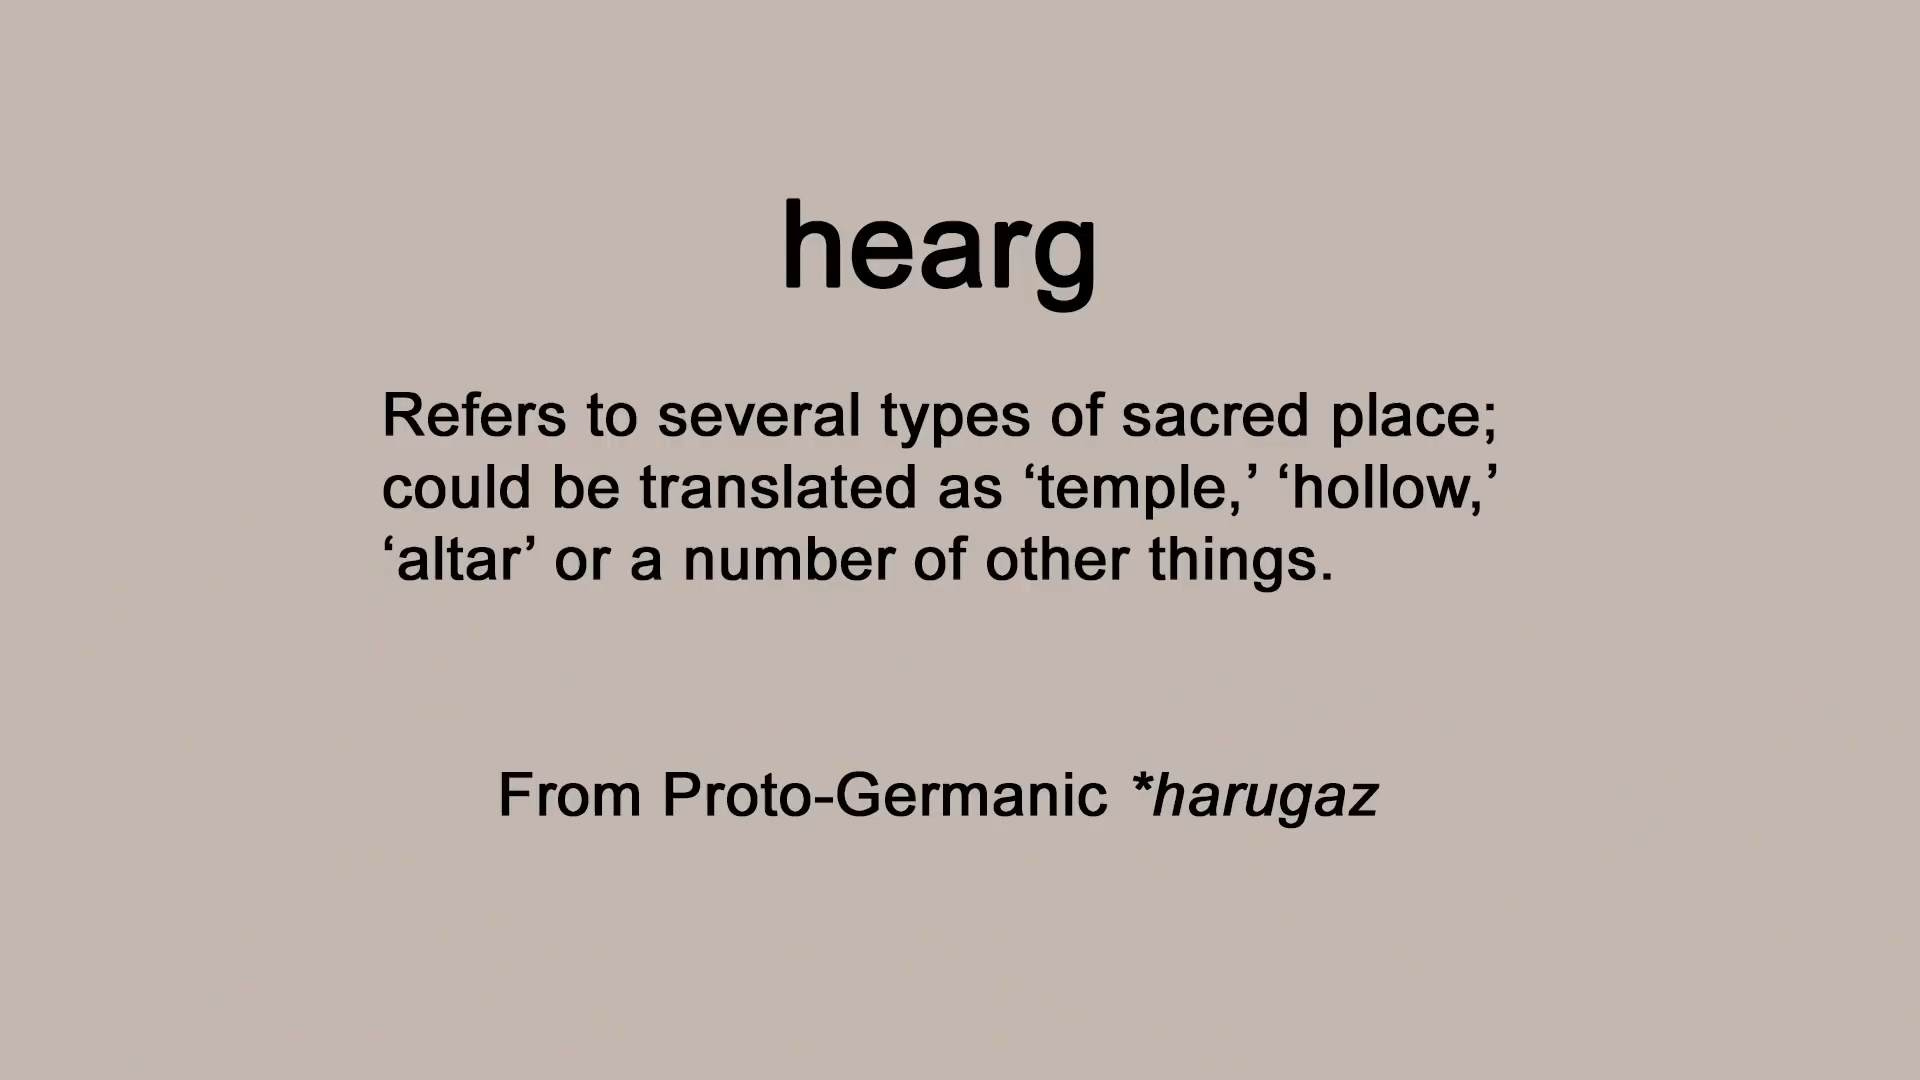 hearg
Refers to several types of sacred place;
could be translated as ‘temple,’ ‘hollow,’
‘altar’ or a number of other things.
From Proto-Germanic *harugaz